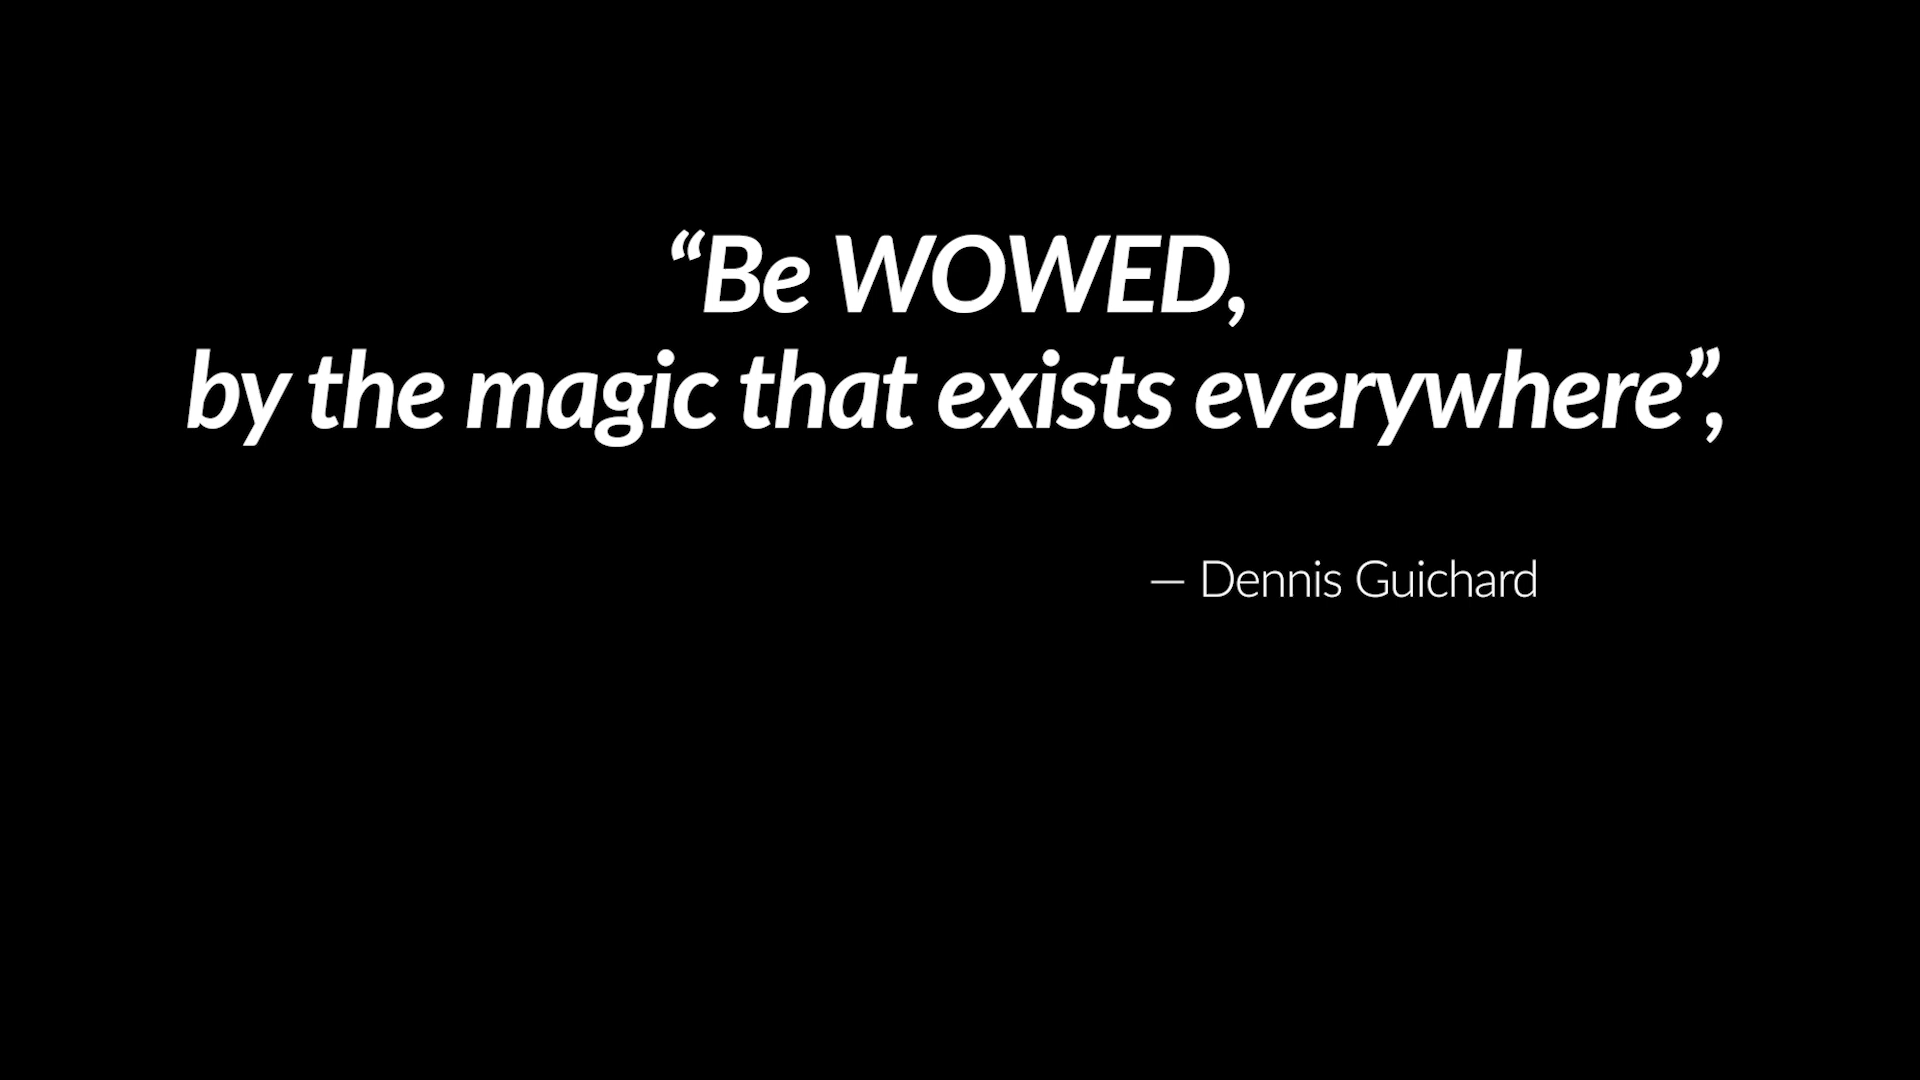 “Be WOWED,
by the magic that exists everywhere”,
— Dennis Guichard